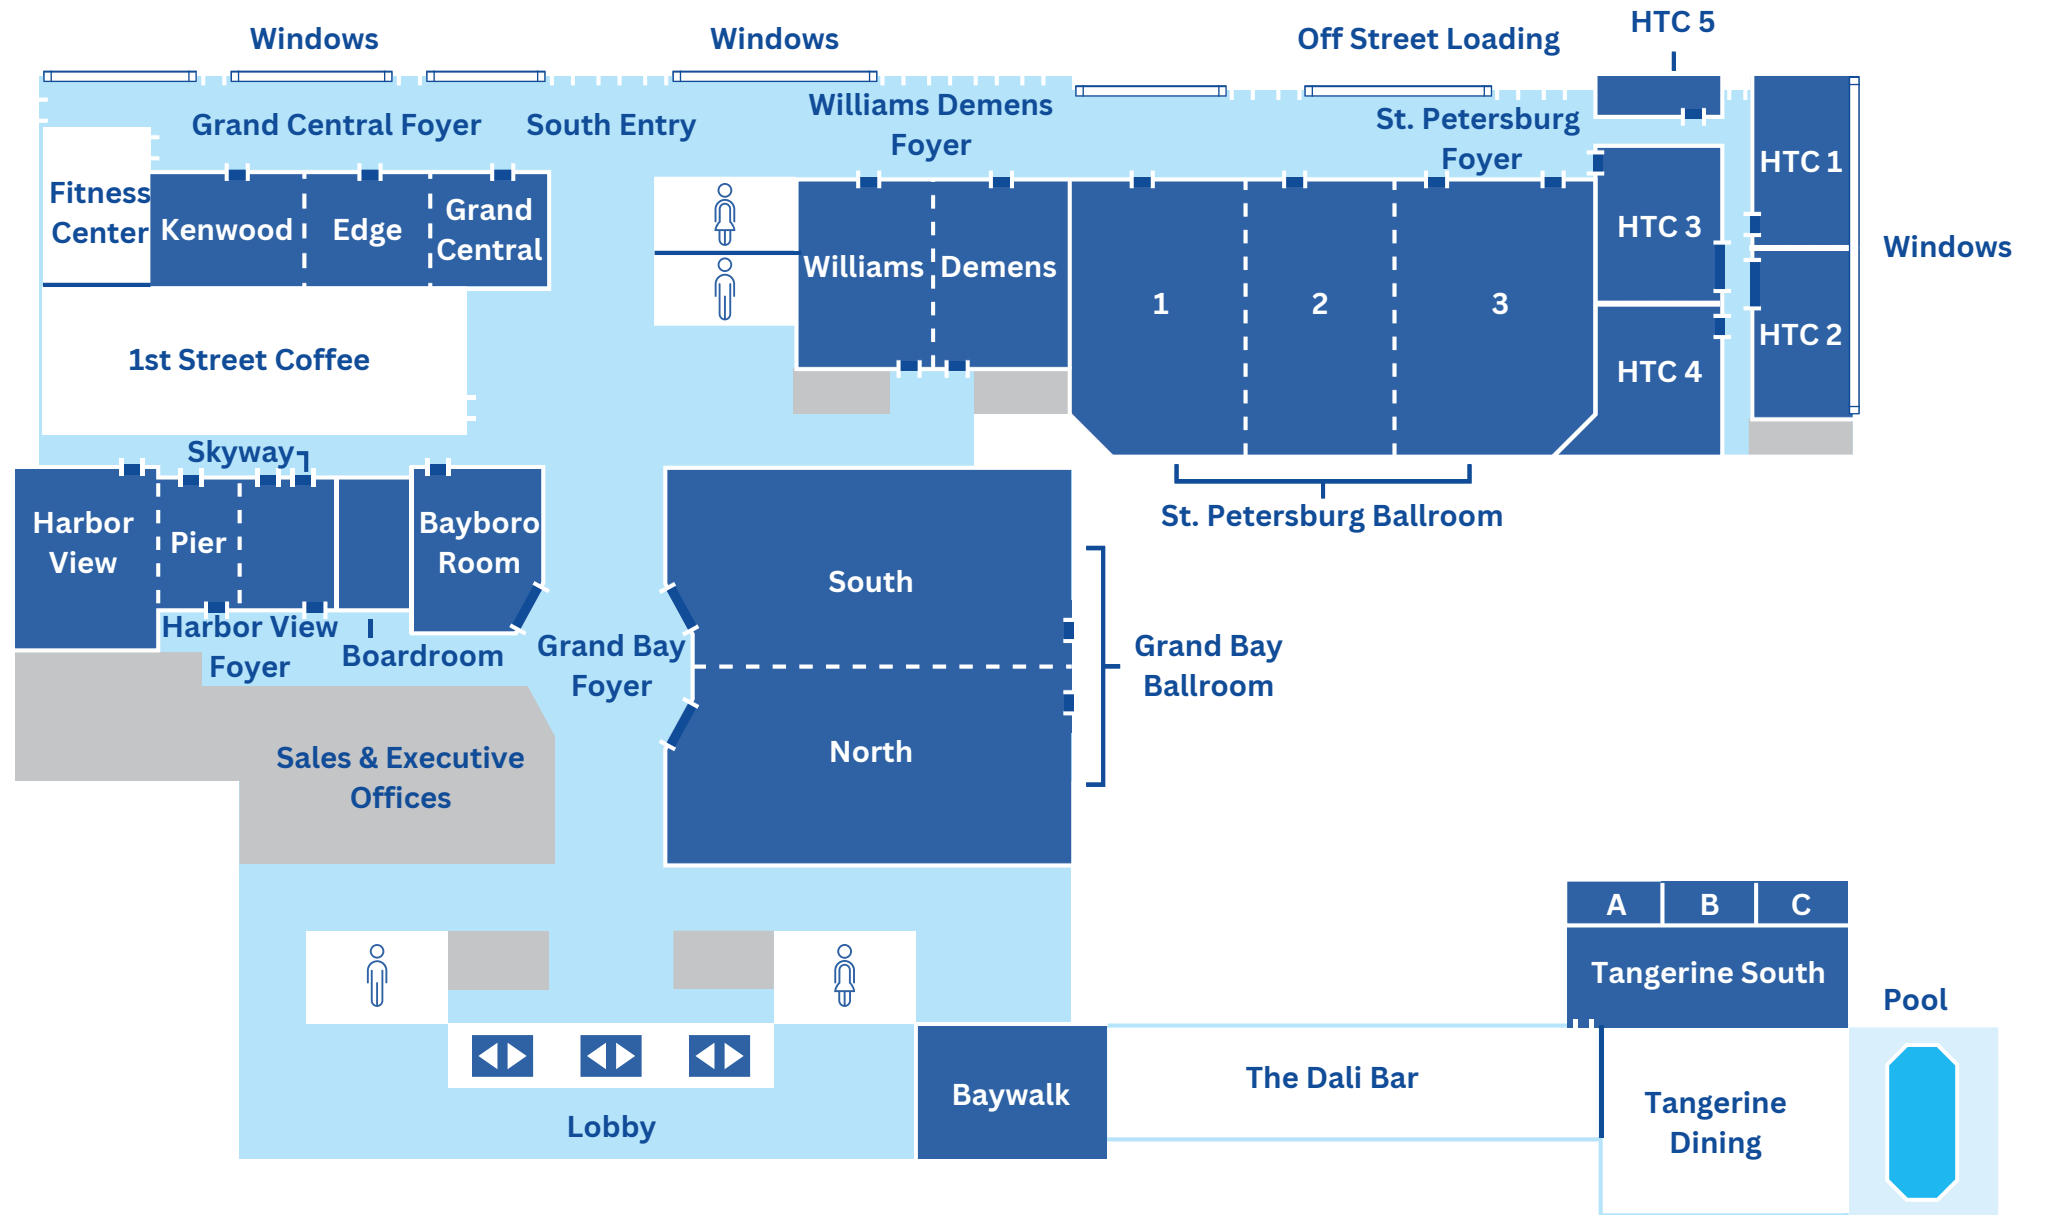 HTC 5
Windows
Windows
Off Street Loading
Williams Demens
Foyer
Grand Central Foyer
South Entry
St. Petersburg
Foyer
HTC 1
Fitness
Center
Kenwood
Edge
Grand
Central
Williams
Demens
1
2
3
HTC 3
Windows
HTC 2
HTC 4
1st Street Coffee
Skyway
Harbor
View
Pier
Bayboro
Room
St. Petersburg Ballroom
South
Harbor View
Foyer
Boardroom
Grand Bay
Foyer
Grand Bay
Ballroom
North
Sales & Executive
Offices
A
B
C
Tangerine South
Pool
Baywalk
The Dali Bar
Tangerine
Dining
Lobby